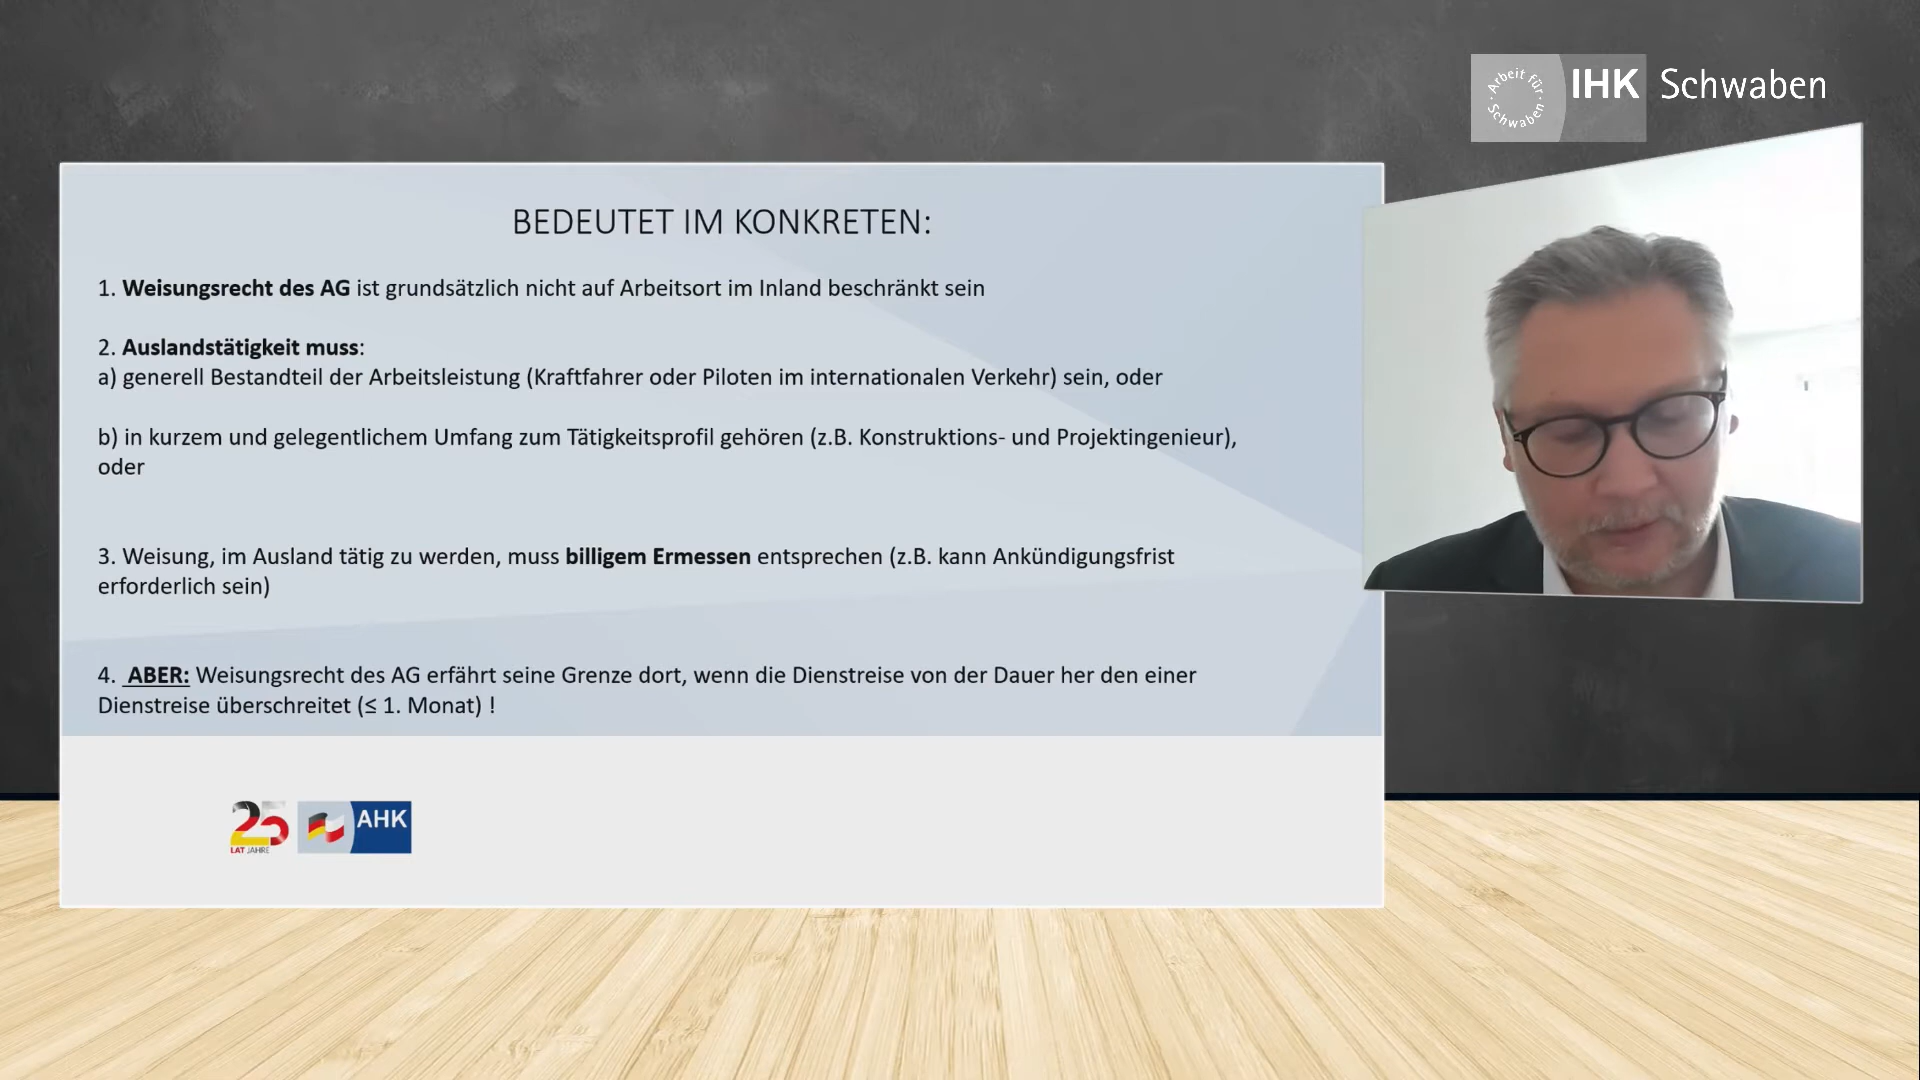 Arbeit für Schwaben
IHK Schwaben
BEDEUTET IM KONKRETEN:
1. Weisungsrecht des AG ist grundsätzlich nicht auf Arbeitsort im Inland beschränkt sein
2. Auslandstätigkeit muss:
a) generell Bestandteil der Arbeitsleistung (Kraftfahrer oder Piloten im internationalen Verkehr) sein, oder
b) in kurzem und gelegentlichem Umfang zum Tätigkeitsprofil gehören (z.B. Konstruktions- und Projektingenieur),
oder
3. Weisung, im Ausland tätig zu werden, muss billigem Ermessen entsprechen (z.B. kann Ankündigungsfrist
erforderlich sein)
4. ABER: Weisungsrecht des AG erfährt seine Grenze dort, wenn die Dienstreise von der Dauer her den einer
Dienstreise überschreitet (≤ 1. Monat) !
25
LAT JAHRE
AHK